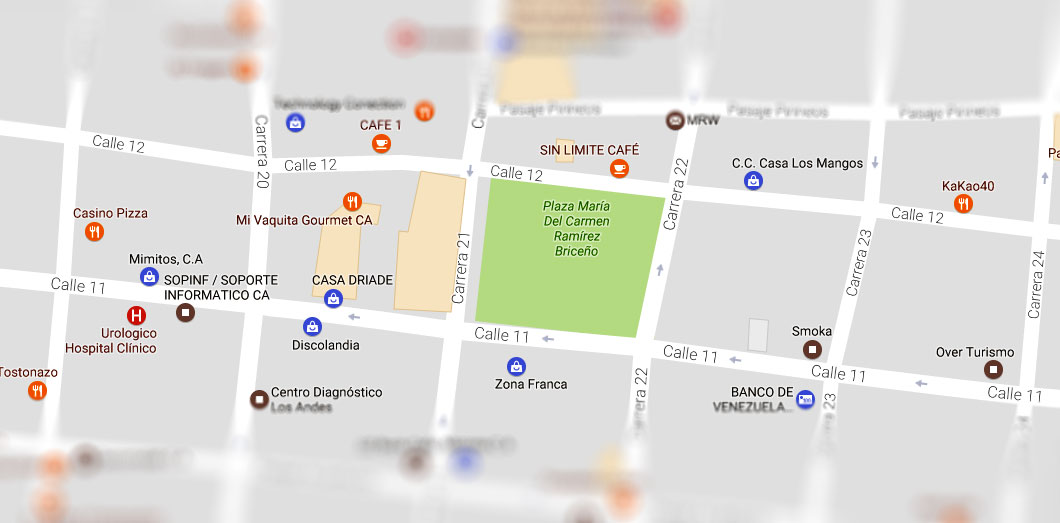 Technology Conection
CAFE 1
Carrera 20
Carrera 21
Pasaje Pirineos
Pasaje Pirineos
Pasaje Pirineos
MRW
Calle 12
Calle 12
Calle 12
SIN LIMITE CAFÉ
Carrera 22
C.C. Casa Los Mangos
KaKao40
Calle 12
Casino Pizza
Mi Vaquita Gourmet CA
Plaza María
Del Carmen
Ramírez
Briceño
Carrera 23
Carrera 24
Mimitos, C.A
SOPINF / SOPORTE
INFORMATICO CA
CASA DRIADE
Calle 11
Urologico
Hospital Clínico
Discolandia
Calle 11
Smoka
Calle 11
Over Turismo
Tostonazo
Zona Franca
Calle 11
Calle 11
Centro Diagnóstico
Los Andes
BANCO DE
VENEZUELA...